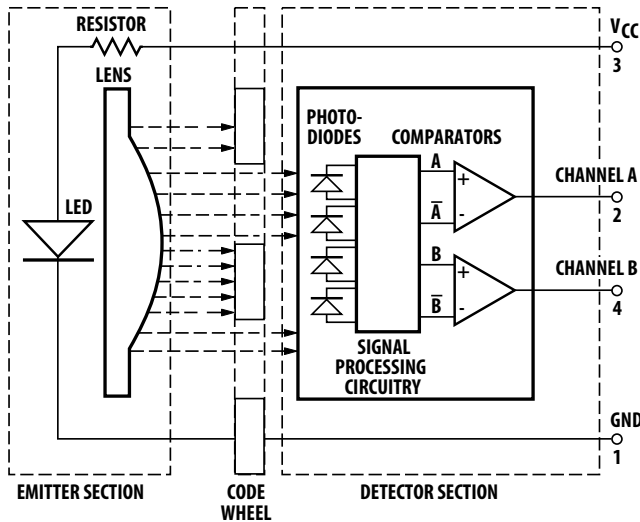 RESISTOR
LENS
LED
PHOTO-
DIODES
COMPARATORS
A
+
A̅
-
B
+
B̅
-
SIGNAL
PROCESSING
CIRCUITRY
VCC
3
CHANNEL A
2
CHANNEL B
4
GND
1
EMITTER SECTION
CODE
WHEEL
DETECTOR SECTION